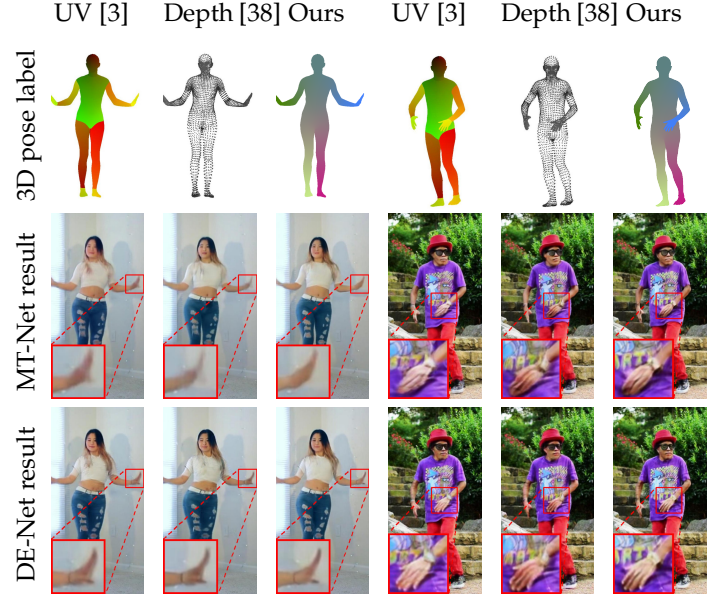 UV [3] Depth [38] Ours UV [3] Depth [38] Ours
3D pose label
MT-Net result
DE-Net result